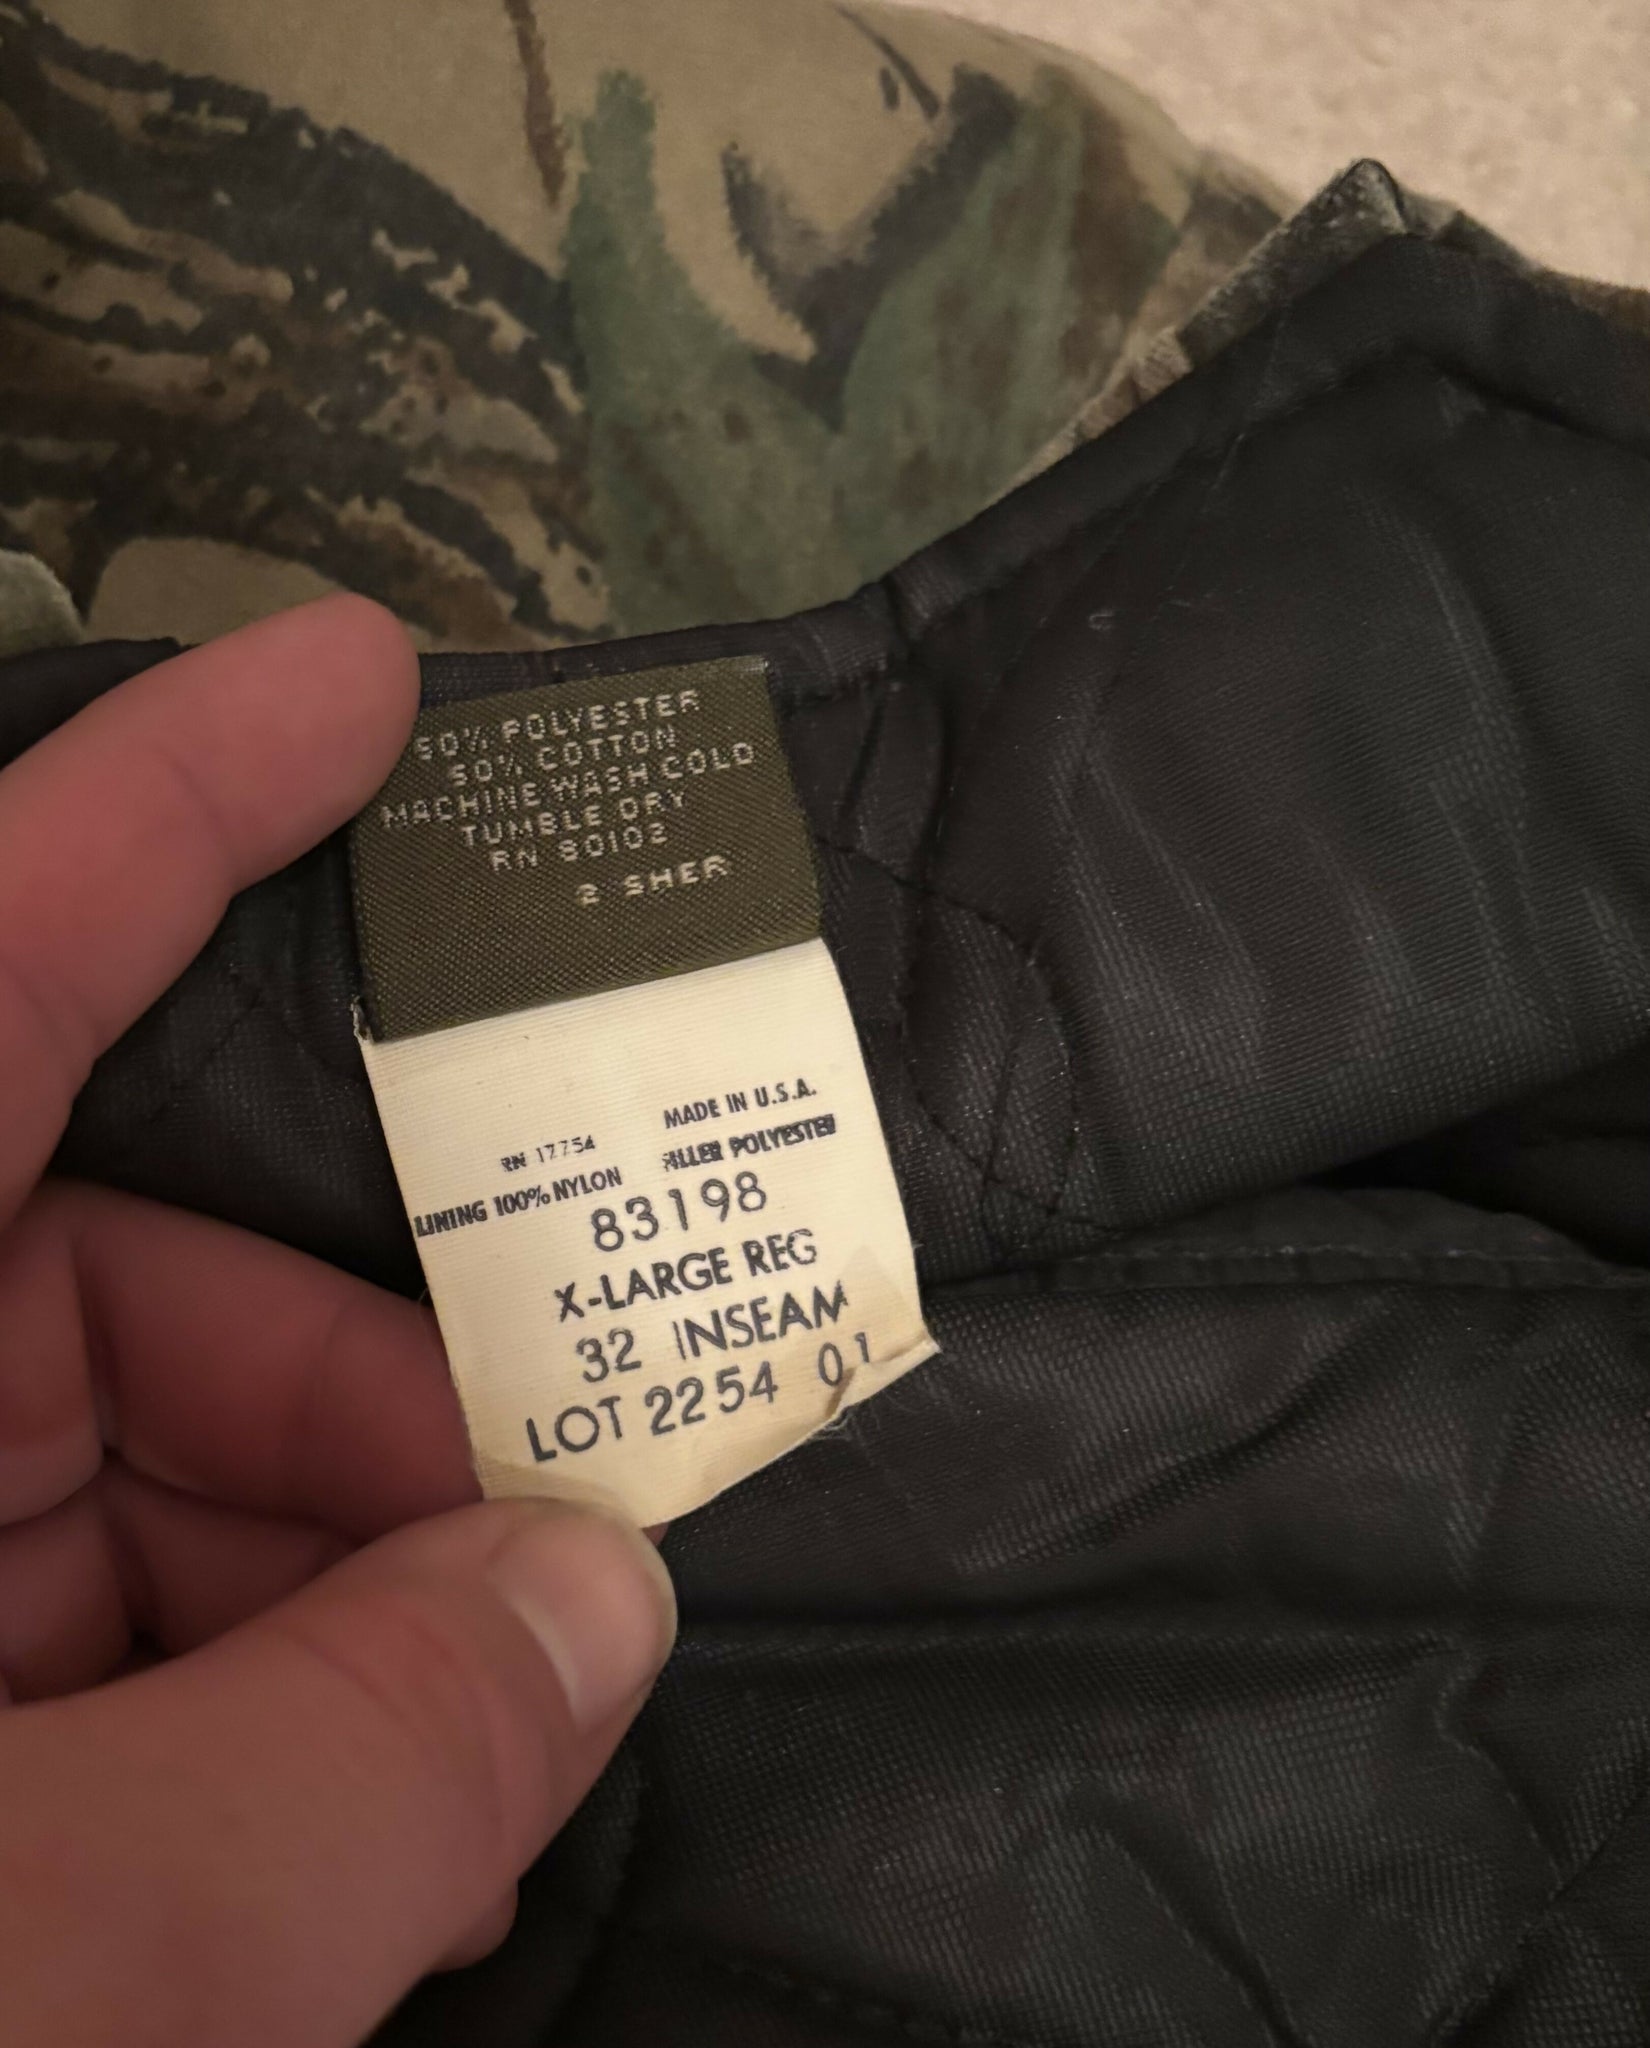 50% POLYESTER
50% COTTON
MACHINE WASH COLD
TUMBLE DRY
RN 80102
2 SHER
MADE IN U.S.A.
RN 17754
FILLER POLYESTER
LINING 100% NYLON
83198
X-LARGE REG
32 INSEAM
LOT 2254 01